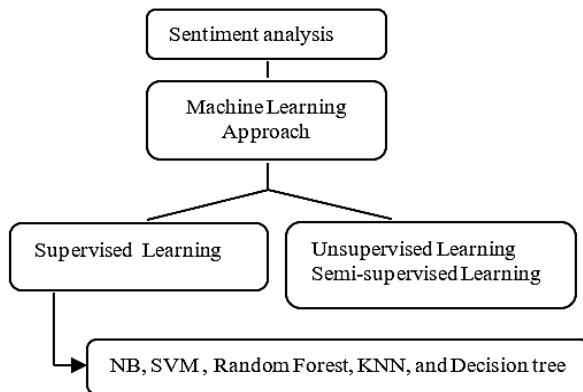 Sentiment analysis
Machine Learning
Approach
Supervised Learning
Unsupervised Learning
Semi-supervised Learning
NB, SVM , Random Forest, KNN, and Decision tree